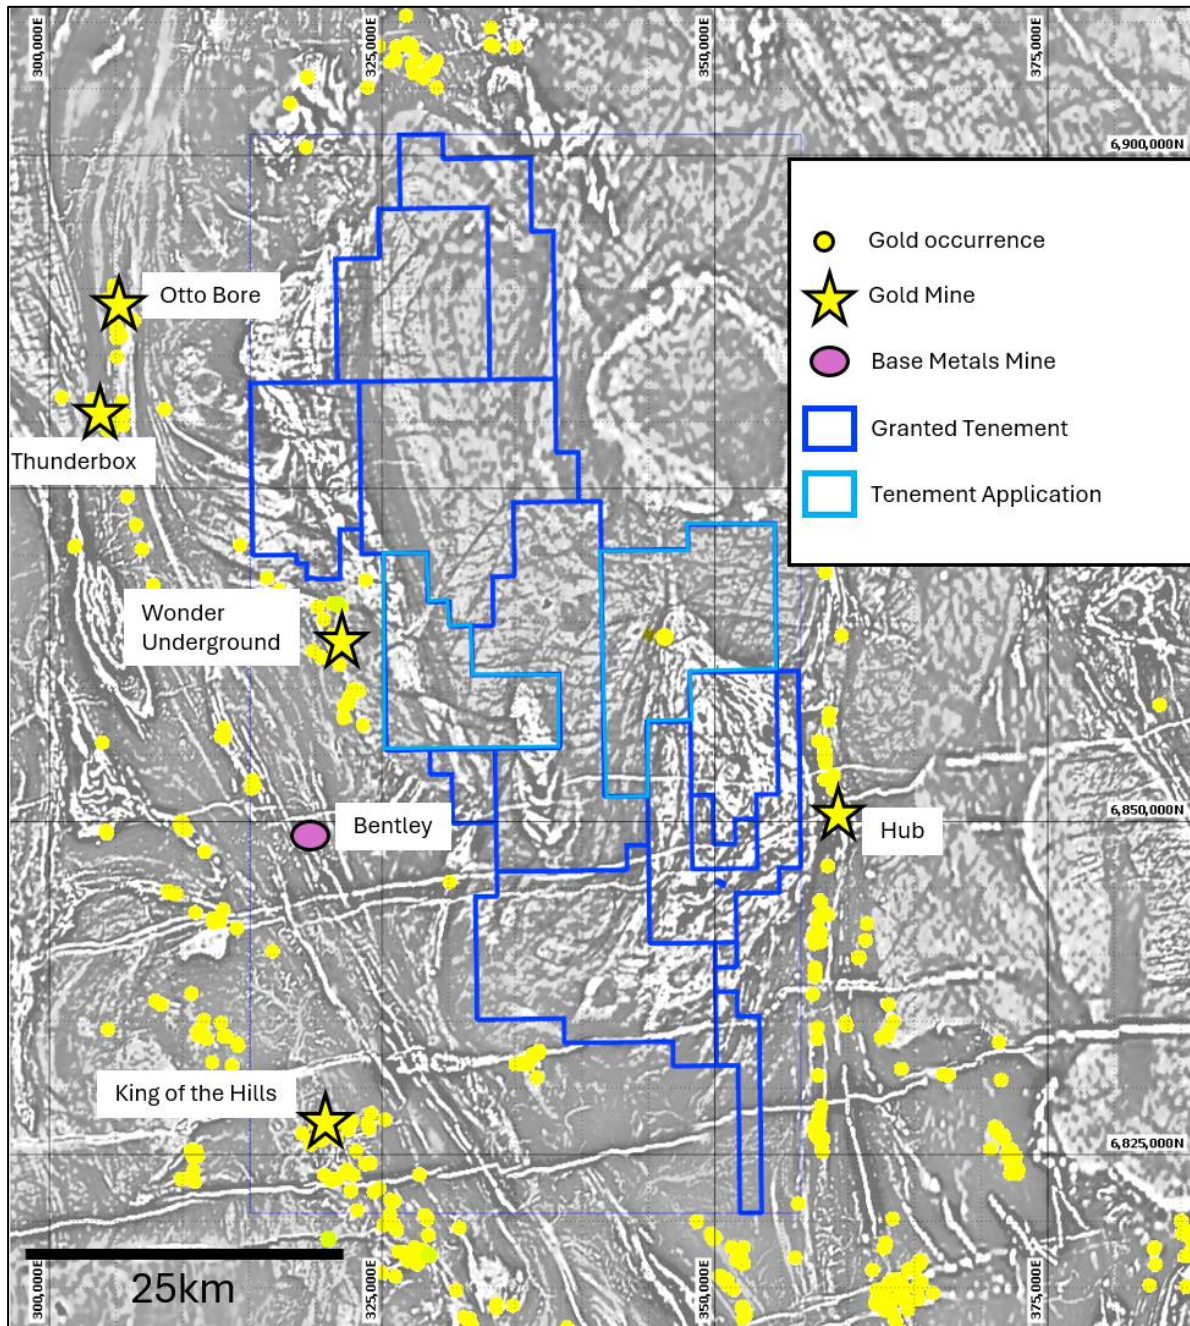 300,000E
325,000E
350,000E
375,000E
6,900,000N
Gold occurrence
Gold Mine
Base Metals Mine
Granted Tenement
Tenement Application
Otto Bore
Thunderbox
Wonder
Underground
Bentley
6,850,000N
Hub
King of the Hills
6,825,000N
25km
300,000E
325,000E
350,000E
375,000E